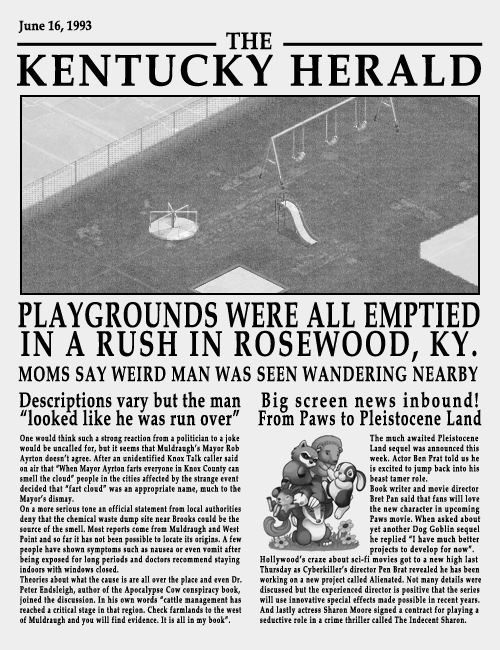 June 16, 1993
THE
KENTUCKY HERALD
PLAYGROUNDS WERE ALL EMPTIED
IN A RUSH IN ROSEWOOD, KY.
MOMS SAY WEIRD MAN WAS SEEN WANDERING NEARBY
Descriptions vary but the man
"looked like he was run over"
One would think such a strong reaction from a politician to a joke
would be uncalled for, but it seems that Muldraugh's Mayor Rob
Ayrton doesn't agree. After an unidentified Knox Talk caller said
on air that "When Mayor Ayrton farts everyone in Knox County can
smell the cloud" people in the cities affected by the strange event
decided that "fart cloud" was an appropriate name, much to the
Mayor's dismay.
On a more serious tone an official statement from local authorities
deny that the chemical waste dump site near Brooks could be the
source of the smell. Most reports come from Muldraugh and West
Point and so far it has not been possible to locate its origins. A few
people have shown symptoms such as nausea or even vomit after
being exposed for long periods and doctors recommend staying
indoors with windows closed.
Theories about what the cause is are all over the place and even Dr.
Peter Endsleigh, author of the Apocalypse Cow conspiracy book,
joined the discussion. In his own words "cattle management has
reached a critical stage in that region. Check farmlands to the west
of Muldraugh and you will find evidence. It is all in my book".
Big screen news inbound!
From Paws to Pleistocene Land
The much awaited Pleistocene
Land sequel was announced this
week. Actor Ben Prat told us he
is excited to jump back into his
beast tamer role.
Book writer and movie director
Bret Pan said that fans will love
the new character in upcoming
Paws movie. When asked about
yet another Dog Goblin sequel
he replied "I have much better
projects to develop for now".
Hollywood's craze about sci-fi movies got to a new high last
Thursday as Cyberkiller's director Pen Brat revealed he has been
working on a new project called Alienated. Not many details were
discussed but the experienced director is positive that the series
will use innovative special effects made possible in recent years.
And lastly actress Sharon Moore signed a contract for playing a
seductive role in a crime thriller called The Indecent Sharon.